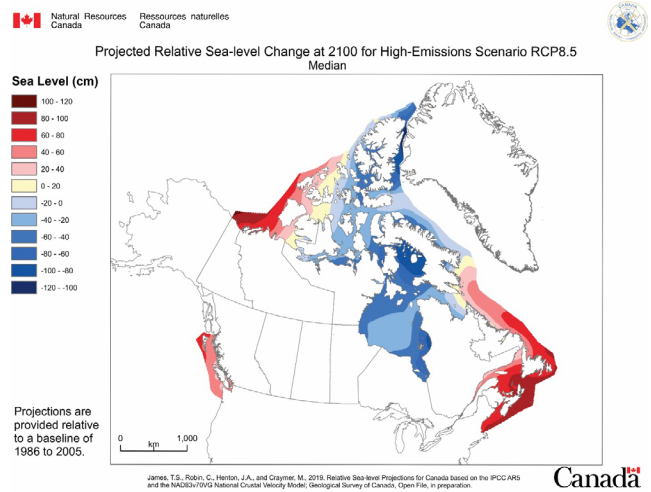 Natural Resources
Canada
Ressources naturelles
Canada
Projected Relative Sea-level Change at 2100 for High-Emissions Scenario RCP8.5
Median
Sea Level (cm)
100 - 120
80 - 100
60 - 80
40 - 60
20 - 40
0 - 20
-20 - 0
-40 - -20
-60 - -40
-80 - -60
-100 - -80
-120 - -100
Projections are
provided relative
to a baseline of
1986 to 2005.
0 1,000
km
James, T.S., Robin, C., Henton, J.A., and Craymer, M., 2019. Relative Sea-level Projections for Canada based on the IPCC AR5
and the NAD83v70VG National Crustal Velocity Model; Geological Survey of Canada, Open File, in preparation.
Canada